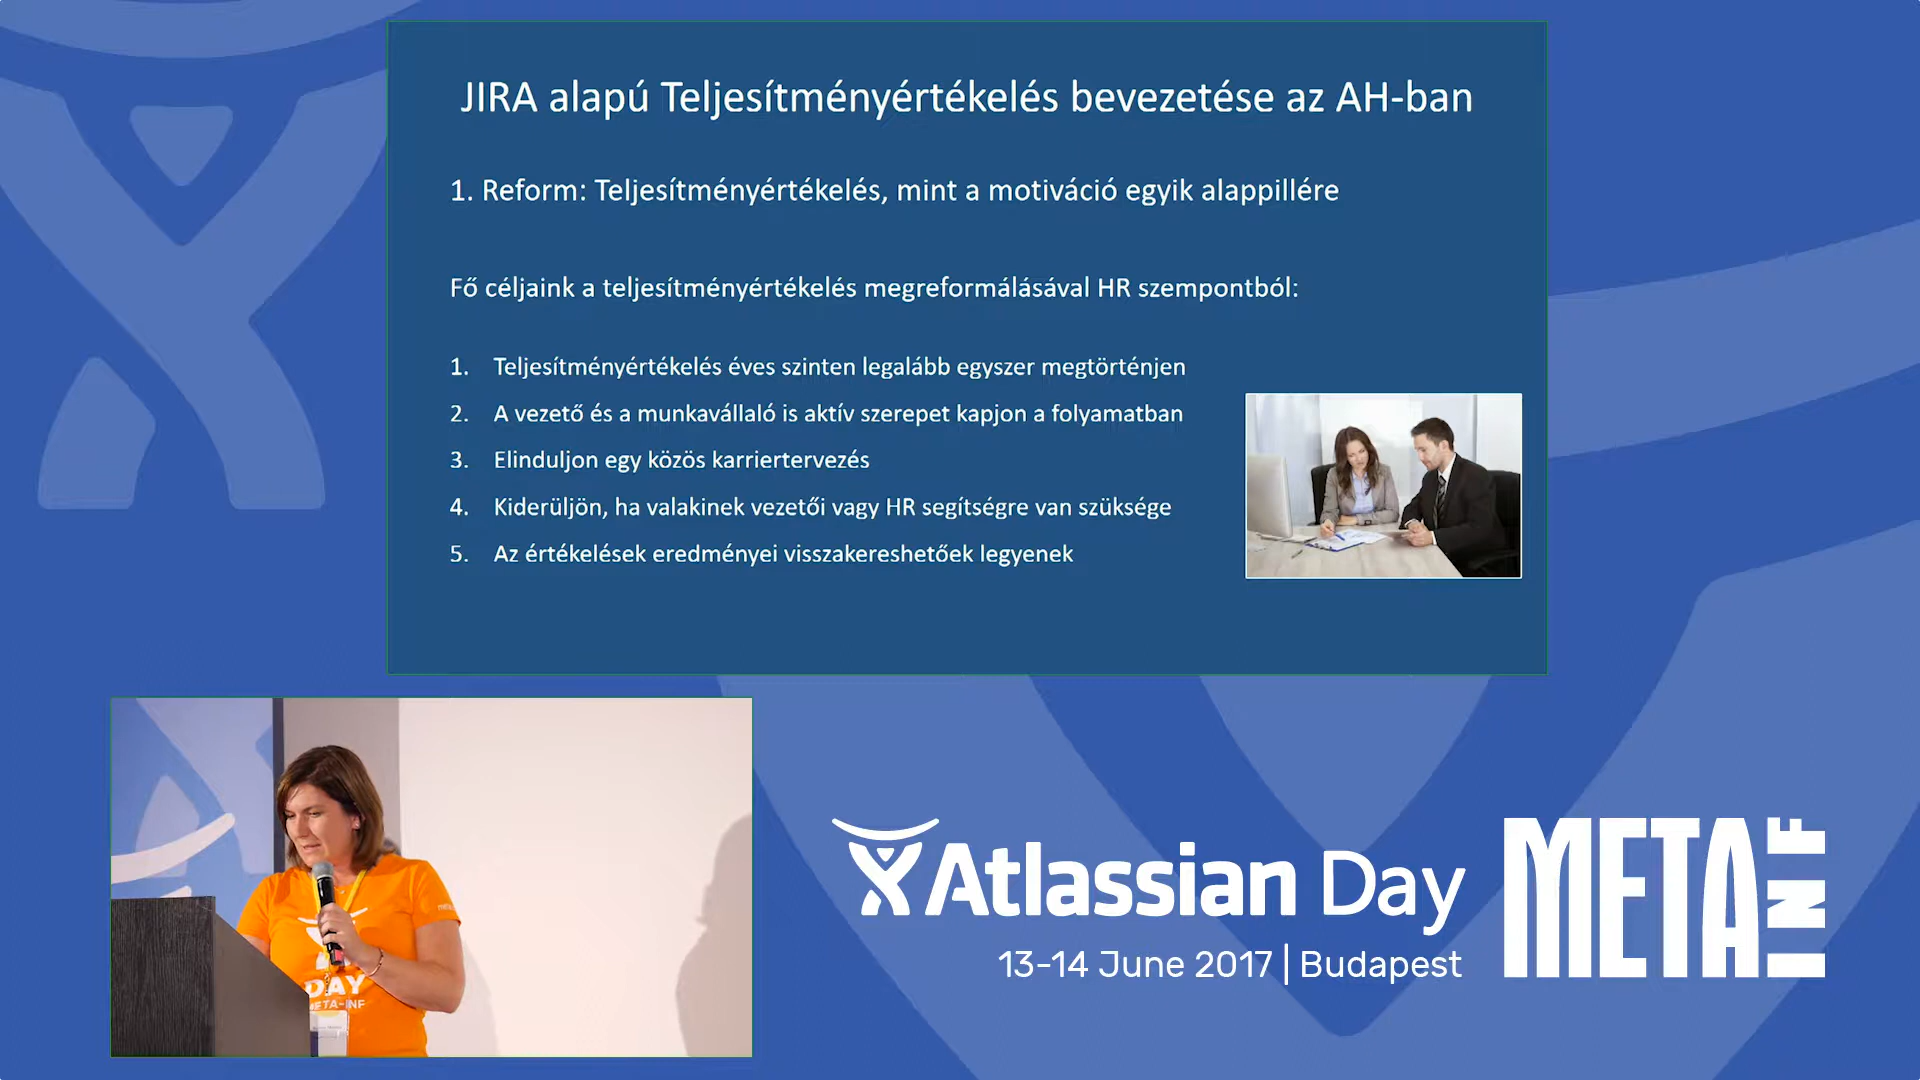 JIRA alapú Teljesítményértékelés bevezetése az AH-ban
1. Reform: Teljesítményértékelés, mint a motiváció egyik alappillére
Fő céljaink a teljesítményértékelés megreformálásával HR szempontból:
1. Teljesítményértékelés éves szinten legalább egyszer megtörténjen
2. A vezető és a munkavállaló is aktív szerepet kapjon a folyamatban
3. Elinduljon egy közös karriertervezés
4. Kiderüljön, ha valakinek vezetői vagy HR segítségre van szüksége
5. Az értékelések eredményei visszakereshetőek legyenek
DAY
META-INF
Atlassian Day
13-14 June 2017 | Budapest
META
INF